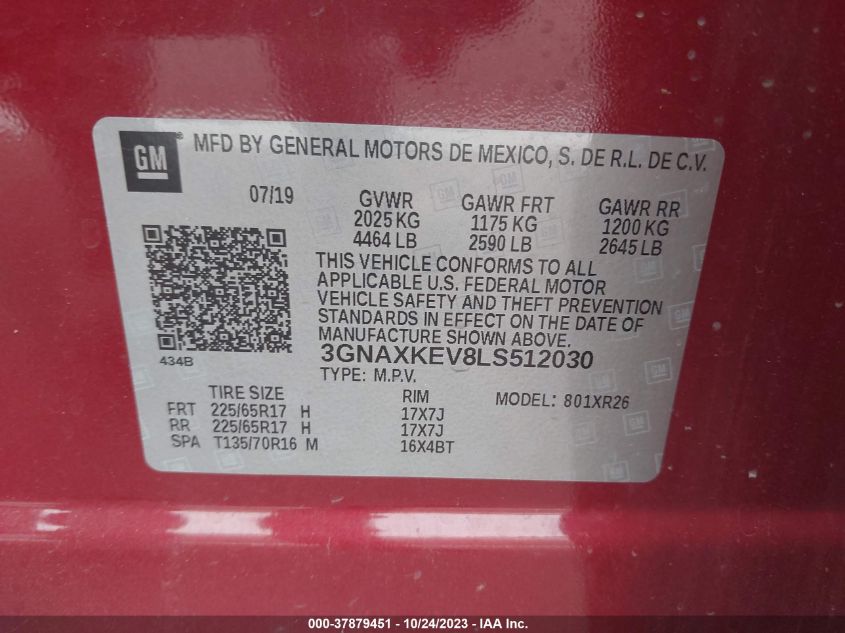 GM ® MFD BY GENERAL MOTORS DE MEXICO, S. DE R.L. DE C.V.
07/19 GVWR GAWR FRT GAWR RR
2025 KG 1175 KG 1200 KG
4464 LB 2590 LB 2645 LB
THIS VEHICLE CONFORMS TO ALL
APPLICABLE U.S. FEDERAL MOTOR
VEHICLE SAFETY AND THEFT PREVENTION
STANDARDS IN EFFECT ON THE DATE OF
MANUFACTURE SHOWN ABOVE.
434B 3GNAXKEV8LS512030
TYPE: M.P.V.
TIRE SIZE RIM MODEL: 801XR26
FRT 225/65R17 H 17X7J
RR 225/65R17 H 17X7J
SPA T135/70R16 M 16X4BT
000-37879451 - 10/24/2023 - IAA Inc.